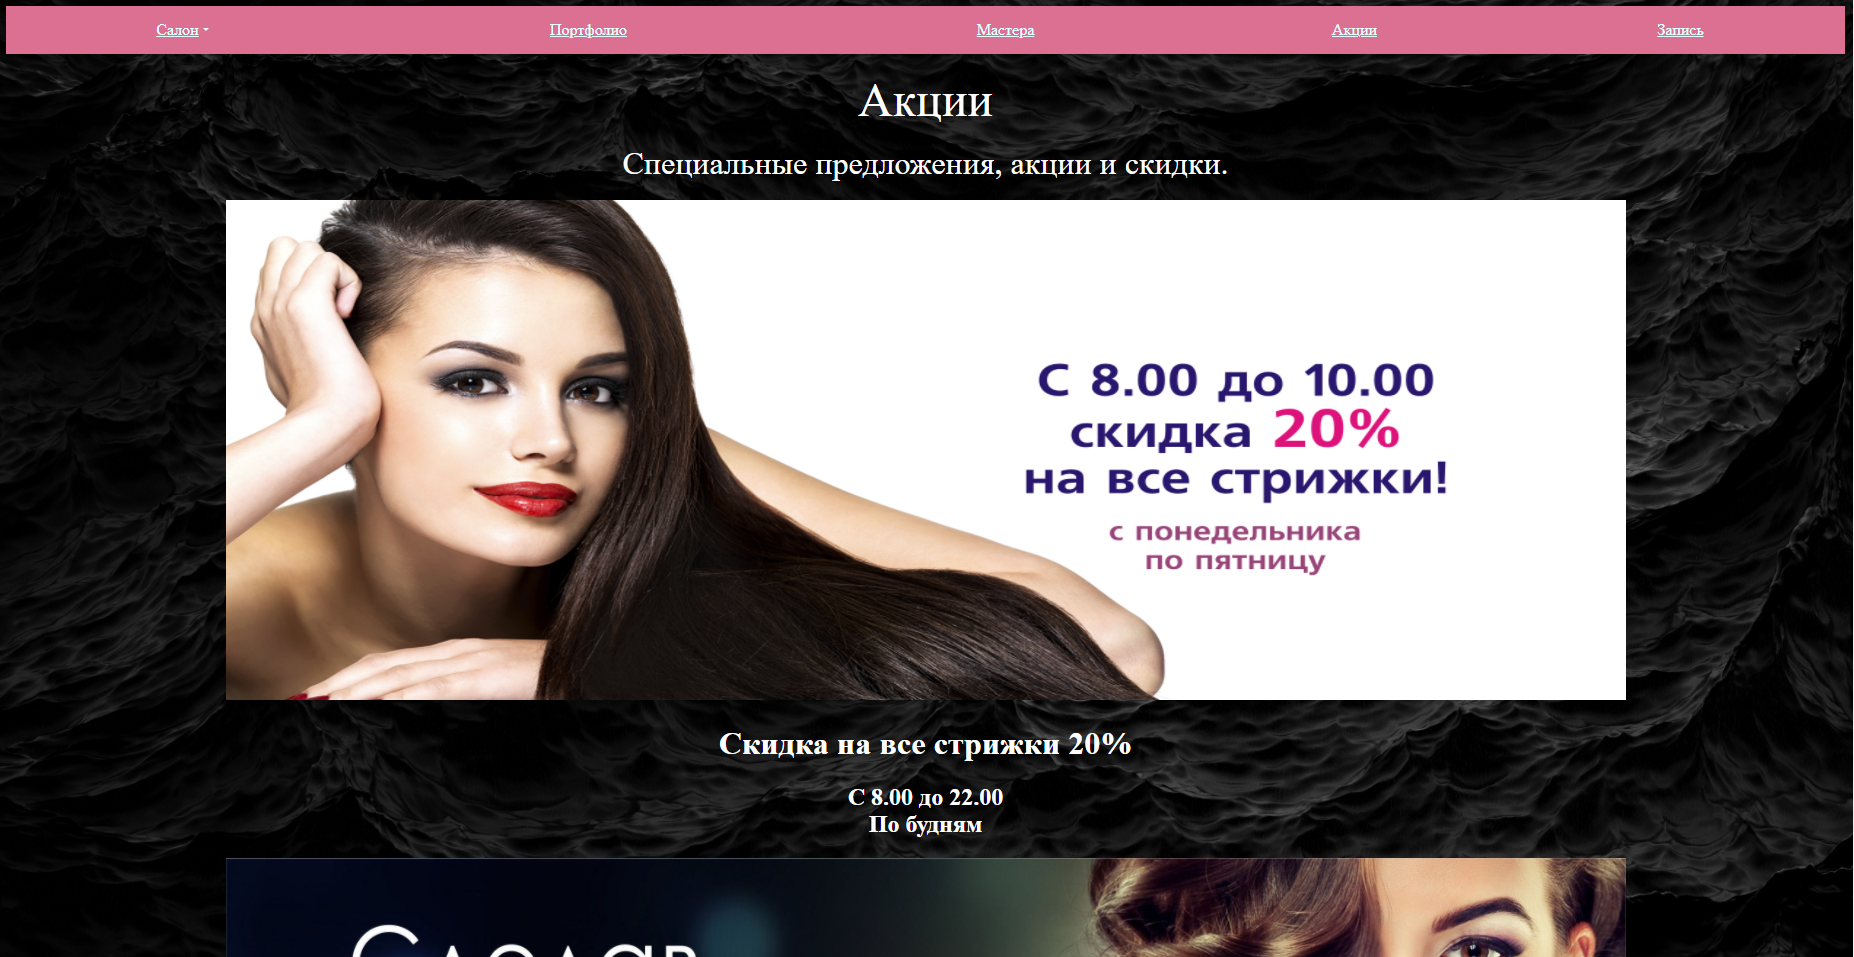 Салон
Портфолио
Мастера
Акции
Запись
Акции
Специальные предложения, акции и скидки.
С 8.00 до 10.00
скидка 20%
на все стрижки!
с понедельника
по пятницу
Скидка на все стрижки 20%
С 8.00 до 22.00
По будням